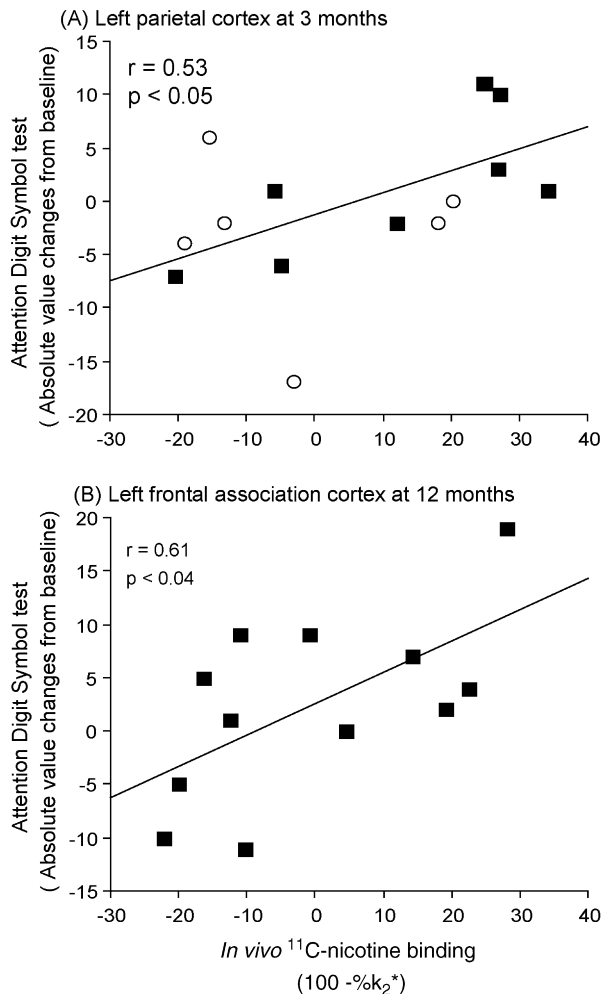 (A) Left parietal cortex at 3 months
Attention Digit Symbol test
( Absolute value changes from baseline)
r = 0.53
p < 0.05
15
10
5
0
-5
-10
-15
-20
-30 -20 -10 0 10 20 30 40
(B) Left frontal association cortex at 12 months
Attention Digit Symbol test
( Absolute value changes from baseline)
r = 0.61
p < 0.04
20
15
10
5
0
-5
-10
-15
-30 -20 -10 0 10 20 30 40
In vivo ¹¹C-nicotine binding
(100 -%k₂*)